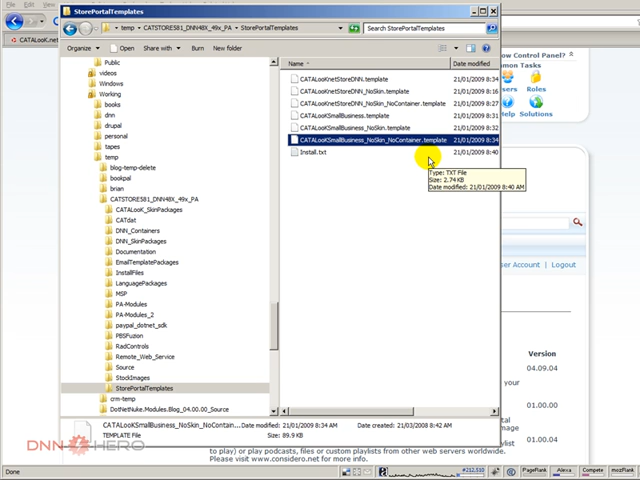 StorePortalTemplates
temp
CATSTORE581_DNN48X_49x_PA
StorePortalTemplates
Search StorePortalTemplates
CATALooK.net
Organize
Open
Share with
Burn
New folder
Control Panel?
Common Tasks
Roles
Solutions
User Account | Logout
Name
Date modified
CATALooKnetStoreDNN.template
21/01/2009 8:34
CATALooKnetStoreDNN_NoSkin.template
21/01/2009 8:16
CATALooKnetStoreDNN_NoSkin_NoContainer.template
21/01/2009 8:27
CATALooKSmallBusiness.template
21/01/2009 8:31
CATALooKSmallBusiness_NoSkin.template
21/01/2009 8:32
CATALooKSmallBusiness_NoSkin_NoContainer.template
21/01/2009 8:34
Install.txt
21/01/2009 8:40
Type: TXT File
Size: 2.74 KB
Date modified: 21/01/2009 8:40 AM
Public
videos
Windows
Working
books
dnn
drupal
personal
tapes
temp
blog-temp-delete
bookpal
brian
CATSTORE581_DNN48X_49x_PA
CATALooK_SkinPackages
CATdat
DNN_Containers
DNN_SkinPackages
Documentation
EmailTemplatePackages
InstallFiles
LanguagePackages
MSP
PA-Modules
PA-Modules_2
paypal_dotnet_sdk
PBSFuzion
RadControls
Remote_Web_Service
Source
StockImages
StorePortalTemplates
crm-temp
DotNetNuke.Modules.Blog_04.00.00_Source
Version
04.09.04
01.00.00
04.00.02
CATALooKSmallBusiness_NoSkin_NoContain...
Date modified: 21/01/2009 8:34 AM
Date created: 21/03/2008 8:42 AM
TEMPLATE File
Size: 89.9 KB
DNN HERO
to play) or play podcasts, files or custom playlists from other web servers worldwide.
Please visit www.considero.net for more info.
Done
#212,510
PageRank
Alexa
Compete
mozRank